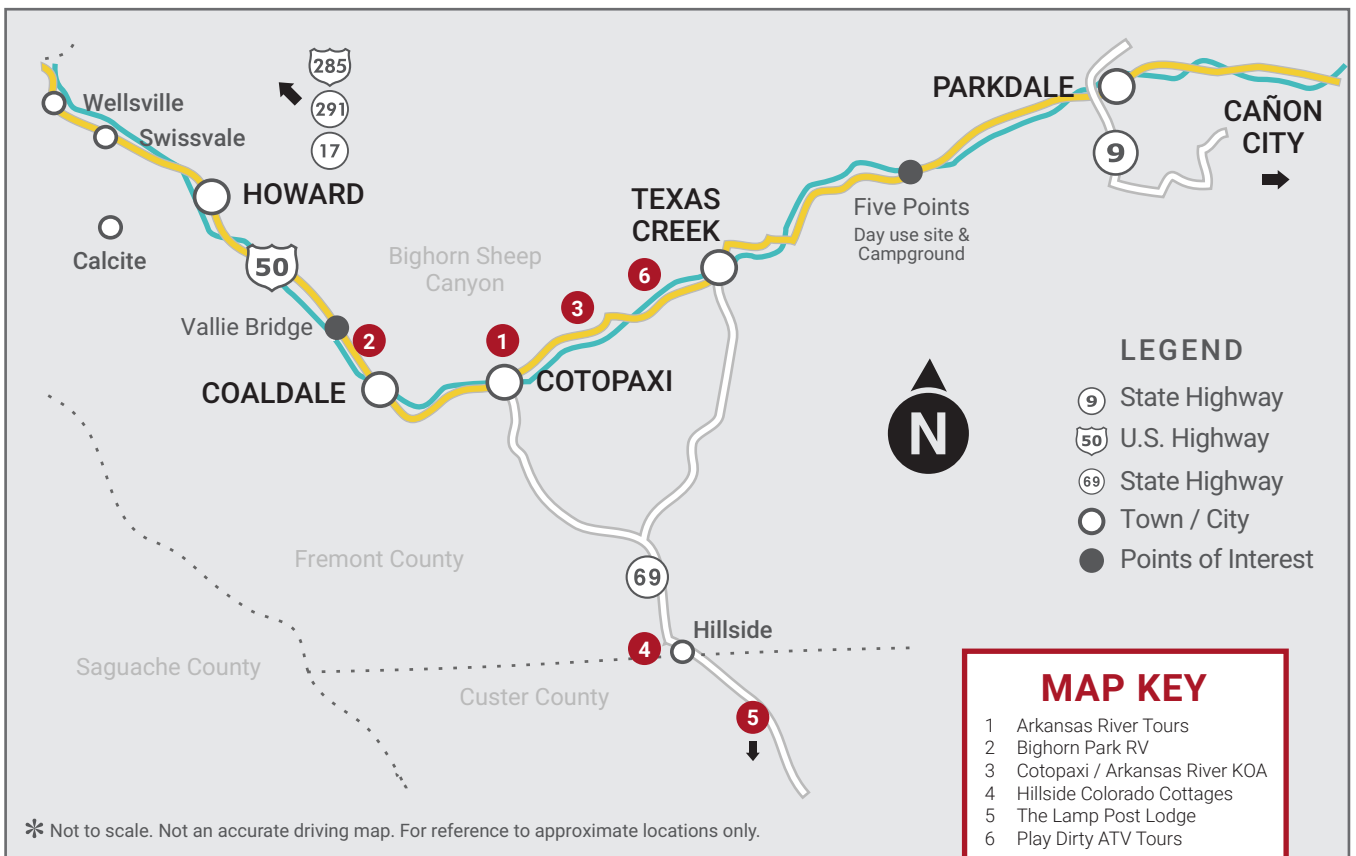 285
291
17
Wellsville
Swissvale
HOWARD
Calcite
50
Bighorn Sheep
Canyon
Vallie Bridge
2
COALDALE
1
COTOPAXI
3
6
TEXAS
CREEK
Five Points
Day use site &
Campground
PARKDALE
9
CAÑON
CITY
N
LEGEND
9 State Highway
50 U.S. Highway
69 State Highway
Town / City
Points of Interest
Fremont County
69
Hillside
4
Saguache County
Custer County
5
MAP KEY
1 Arkansas River Tours
2 Bighorn Park RV
3 Cotopaxi / Arkansas River KOA
4 Hillside Colorado Cottages
5 The Lamp Post Lodge
6 Play Dirty ATV Tours
* Not to scale. Not an accurate driving map. For reference to approximate locations only.